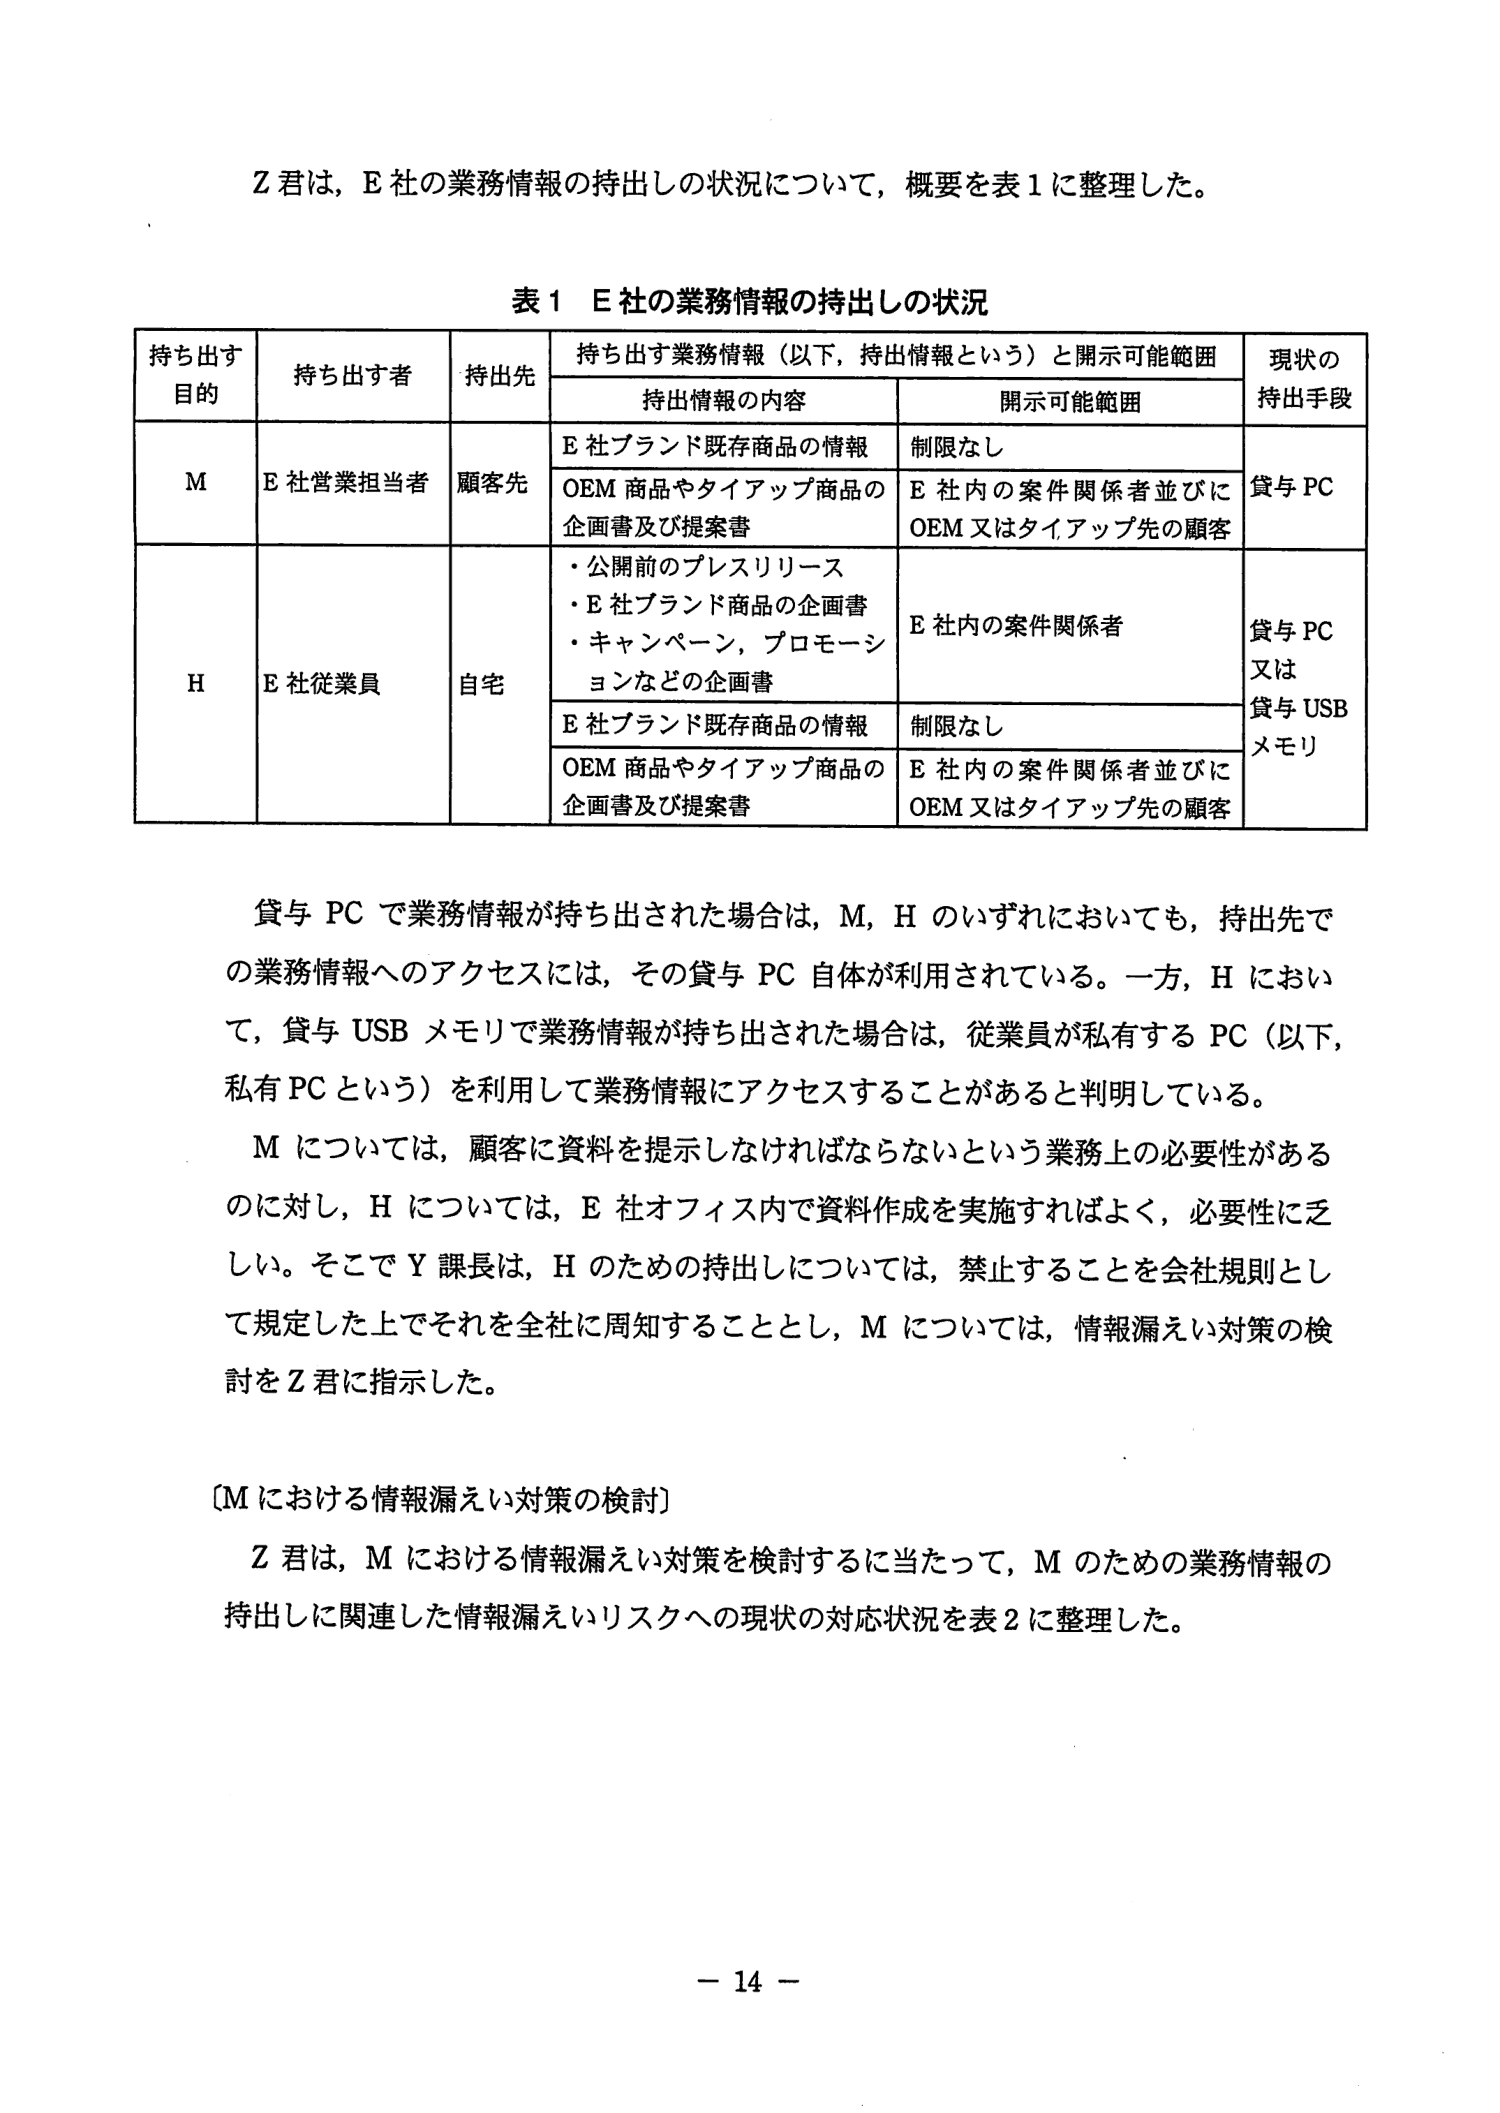 Z君は，E社の業務情報の持出しの状況について，概要を表1に整理した。
表1　E社の業務情報の持出しの状況
持ち出す
目的
持ち出す者
持出先
持ち出す業務情報（以下，持出情報という）と開示可能範囲
持出情報の内容
開示可能範囲
現状の
持出手段
M
E社営業担当者
顧客先
E社ブランド既存商品の情報
制限なし
OEM商品やタイアップ商品の
企画書及び提案書
E社内の案件関係者並びに
OEM又はタイアップ先の顧客
貸与PC
H
E社従業員
自宅
・公開前のプレスリリース
・E社ブランド商品の企画書
・キャンペーン，プロモーシ
ョンなどの企画書
E社内の案件関係者
E社ブランド既存商品の情報
制限なし
OEM商品やタイアップ商品の
企画書及び提案書
E社内の案件関係者並びに
OEM又はタイアップ先の顧客
貸与PC
又は
貸与USB
メモリ
貸与PCで業務情報が持ち出された場合は，M，Hのいずれにおいても，持出先で
の業務情報へのアクセスには，その貸与PC自体が利用されている。一方，Hにおい
て，貸与USBメモリで業務情報が持ち出された場合は，従業員が私有するPC（以下，
私有PCという）を利用して業務情報にアクセスすることがあると判明している。
Mについては，顧客に資料を提示しなければならないという業務上の必要性がある
のに対し，Hについては，E社オフィス内で資料作成を実施すればよく，必要性に乏
しい。そこでY課長は，Hのための持出しについては，禁止することを会社規則とし
て規定した上でそれを全社に周知することとし，Mについては，情報漏えい対策の検
討をZ君に指示した。
〔Mにおける情報漏えい対策の検討〕
Z君は，Mにおける情報漏えい対策を検討するに当たって，Mのための業務情報の
持出しに関連した情報漏えいリスクへの現状の対応状況を表2に整理した。
－ 14 －